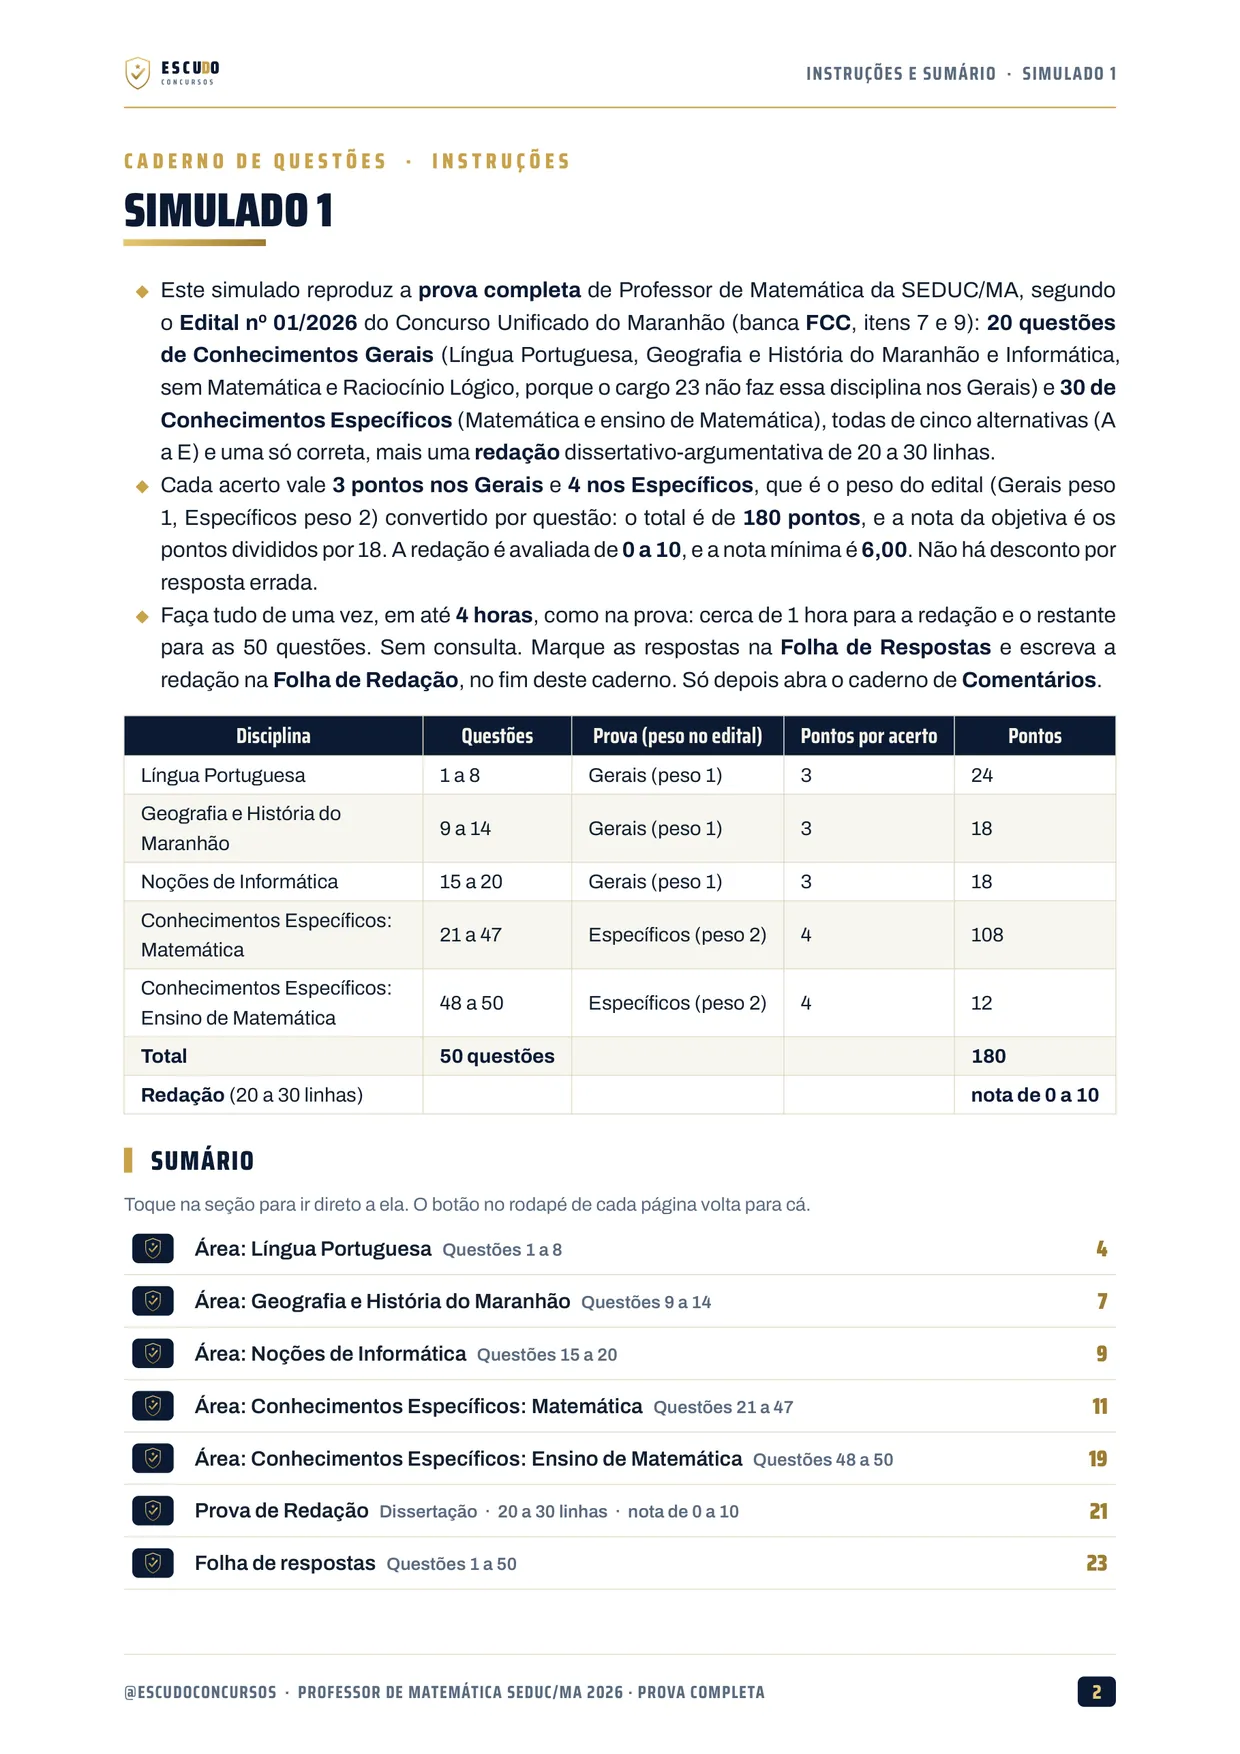 ESCUDO
CONCURSOS
INSTRUÇÕES E SUMÁRIO · SIMULADO 1
CADERNO DE QUESTÕES · INSTRUÇÕES
SIMULADO 1
Este simulado reproduz a prova completa de Professor de Matemática da SEDUC/MA, segundo
o Edital nº 01/2026 do Concurso Unificado do Maranhão (banca FCC, itens 7 e 9): 20 questões
de Conhecimentos Gerais (Língua Portuguesa, Geografia e História do Maranhão e Informática,
sem Matemática e Raciocínio Lógico, porque o cargo 23 não faz essa disciplina nos Gerais) e 30 de
Conhecimentos Específicos (Matemática e ensino de Matemática), todas de cinco alternativas (A
a E) e uma só correta, mais uma redação dissertativo-argumentativa de 20 a 30 linhas.
Cada acerto vale 3 pontos nos Gerais e 4 nos Específicos, que é o peso do edital (Gerais peso
1, Específicos peso 2) convertido por questão: o total é de 180 pontos, e a nota da objetiva é os
pontos divididos por 18. A redação é avaliada de 0 a 10, e a nota mínima é 6,00. Não há desconto por
resposta errada.
Faça tudo de uma vez, em até 4 horas, como na prova: cerca de 1 hora para a redação e o restante
para as 50 questões. Sem consulta. Marque as respostas na Folha de Respostas e escreva a
redação na Folha de Redação, no fim deste caderno. Só depois abra o caderno de Comentários.
Disciplina Questões Prova (peso no edital) Pontos por acerto Pontos
Língua Portuguesa 1 a 8 Gerais (peso 1) 3 24
Geografia e História do
Maranhão 9 a 14 Gerais (peso 1) 3 18
Noções de Informática 15 a 20 Gerais (peso 1) 3 18
Conhecimentos Específicos:
Matemática 21 a 47 Específicos (peso 2) 4 108
Conhecimentos Específicos:
Ensino de Matemática 48 a 50 Específicos (peso 2) 4 12
Total 50 questões 180
Redação (20 a 30 linhas) nota de 0 a 10
SUMÁRIO
Toque na seção para ir direto a ela. O botão no rodapé de cada página volta para cá.
Área: Língua Portuguesa Questões 1 a 8 4
Área: Geografia e História do Maranhão Questões 9 a 14 7
Área: Noções de Informática Questões 15 a 20 9
Área: Conhecimentos Específicos: Matemática Questões 21 a 47 11
Área: Conhecimentos Específicos: Ensino de Matemática Questões 48 a 50 19
Prova de Redação Dissertação · 20 a 30 linhas · nota de 0 a 10 21
Folha de respostas Questões 1 a 50 23
@ESCUDOCONCURSOS · PROFESSOR DE MATEMÁTICA SEDUC/MA 2026 · PROVA COMPLETA 2